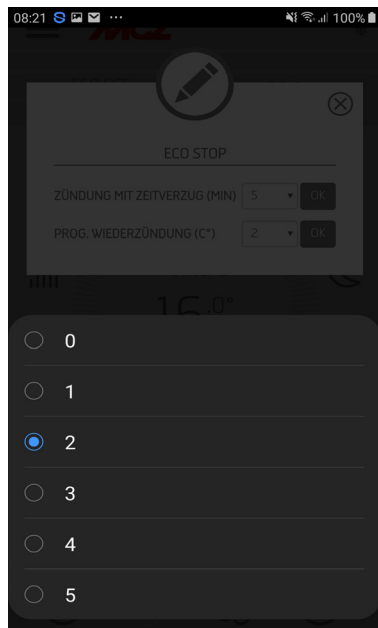 08:21 100%
MCZ
ECO STOP
ZÜNDUNG MIT ZEITVERZUG (MIN) 5 OK
PROG. WIEDERZÜNDUNG (C°) 2 OK
16.0°
0
1
2
3
4
5